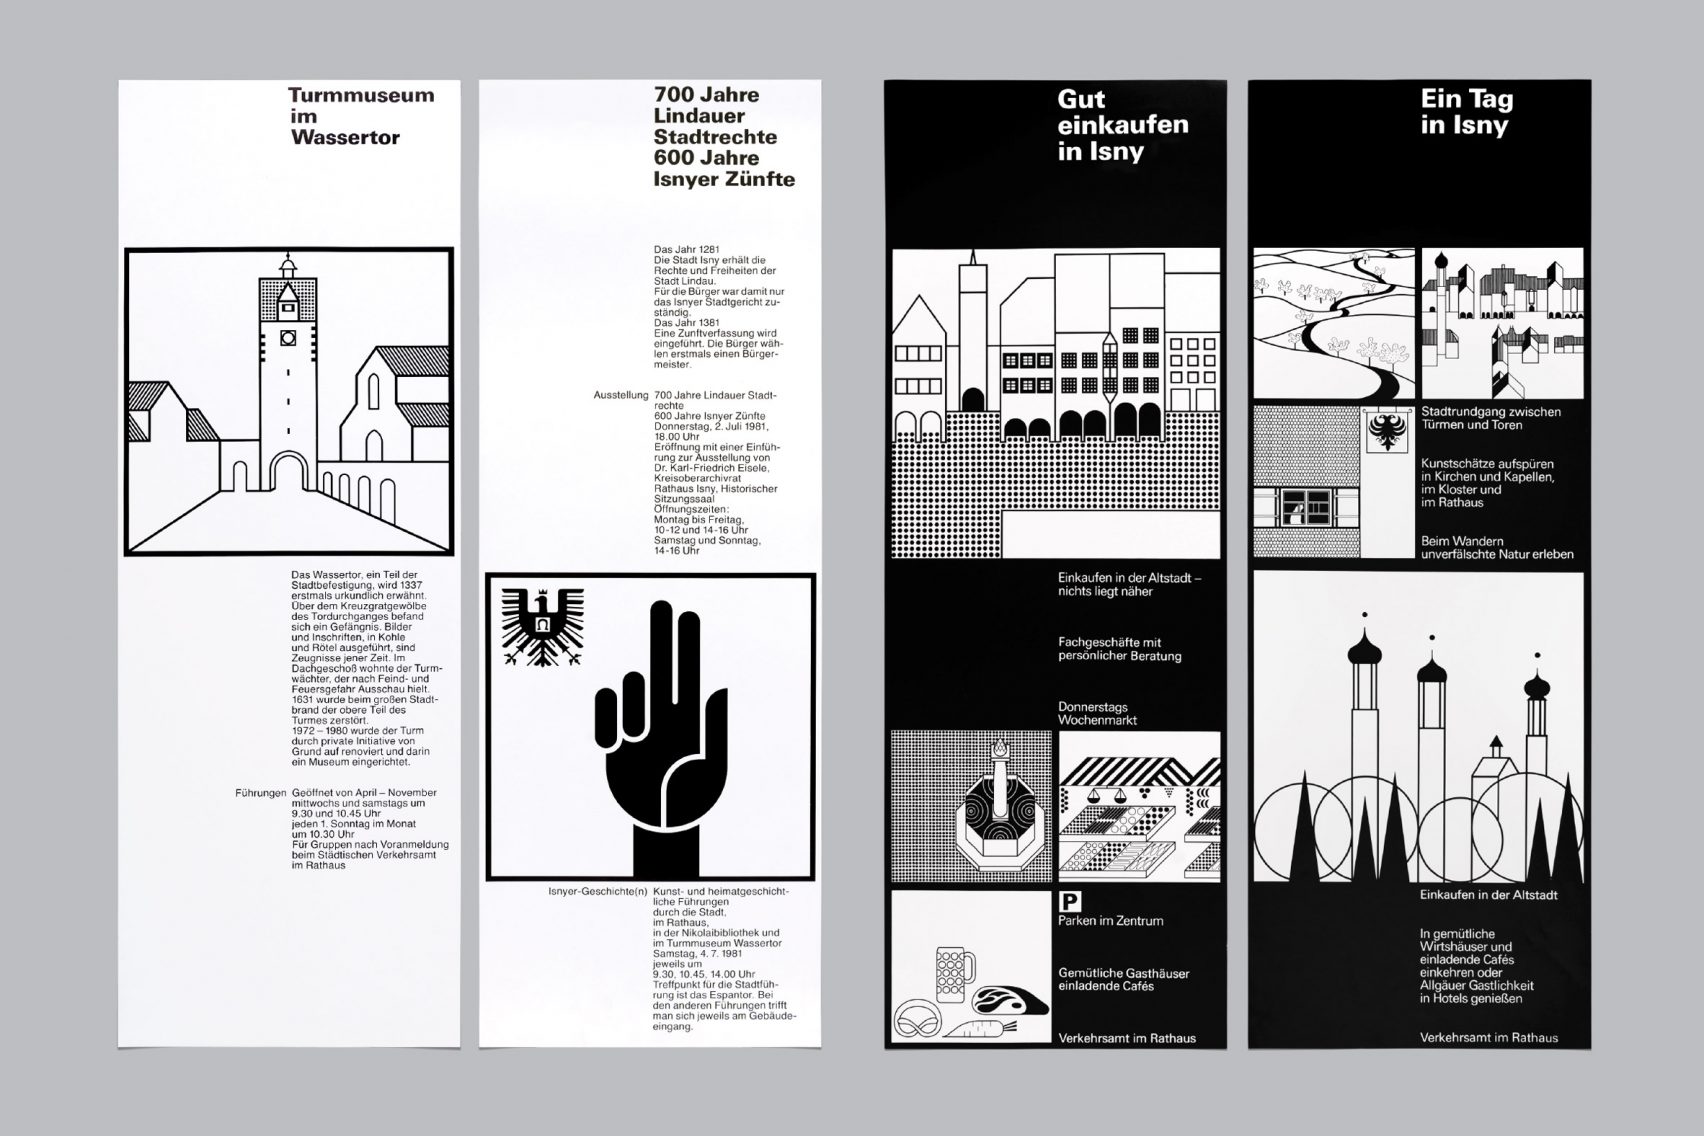 Turmmuseum
im
Wassertor
Das Wassertor, ein Teil der
Stadtbefestigung, wird 1337
erstmals urkundlich erwähnt.
Über dem Kreuzgratgewölbe
des Tordurchganges befand
sich ein Gefängnis. Bilder
und Inschriften, in Kohle
und Rötel ausgeführt, sind
Zeugnisse jener Zeit. Im
Dachgeschoß wohnte der Turm-
wächter, der nach Feind- und
Feuersgefahr Ausschau hielt.
1631 wurde beim großen Stadt-
brand der obere Teil des
Turmes zerstört.
1972 – 1980 wurde der Turm
durch private Initiative von
Grund auf renoviert und darin
ein Museum eingerichtet.
Führungen Geöffnet von April – November
mittwochs und samstags um
9.30 und 10.45 Uhr
jeden 1. Sonntag im Monat
um 10.30 Uhr
Für Gruppen nach Voranmeldung
beim Städtischen Verkehrsamt
im Rathaus
700 Jahre
Lindauer
Stadtrechte
600 Jahre
Isnyer Zünfte
Das Jahr 1281
Die Stadt Isny erhält die
Rechte und Freiheiten der
Stadt Lindau.
Für die Bürger war damit nur
das Isnyer Stadtgericht zu-
ständig.
Das Jahr 1381
Eine Zunftverfassung wird
eingeführt. Die Bürger wäh-
len erstmals einen Bürger-
meister.
Ausstellung 700 Jahre Lindauer Stadt-
rechte
600 Jahre Isnyer Zünfte
Donnerstag, 2. Juli 1981,
18.00 Uhr
Eröffnung mit einer Einfüh-
rung zur Ausstellung von
Dr. Karl-Friedrich Eisele,
Kreisoberarchivrat
Rathaus Isny, Historischer
Sitzungssaal
Öffnungszeiten:
Montag bis Freitag,
10-12 und 14-16 Uhr
Samstag und Sonntag,
14-16 Uhr
Isnyer-Geschichte(n) Kunst- und heimatgeschicht-
liche Führungen
durch die Stadt,
im Rathaus,
in der Nikolaibibliothek und
im Turmmuseum Wassertor
Samstag, 4. 7. 1981
jeweils um
9.30, 10.45, 14.00 Uhr
Treffpunkt für die Stadtfüh-
rung ist das Espantor. Bei
den anderen Führungen trifft
man sich jeweils am Gebäude-
eingang.
Gut
einkaufen
in Isny
Einkaufen in der Altstadt –
nichts liegt näher
Fachgeschäfte mit
persönlicher Beratung
Donnerstags
Wochenmarkt
P
Parken im Zentrum
Gemütliche Gasthäuser
einladende Cafés
Verkehrsamt im Rathaus
Ein Tag
in Isny
Stadtrundgang zwischen
Türmen und Toren
Kunstschätze aufspüren
in Kirchen und Kapellen,
im Kloster und
im Rathaus
Beim Wandern
unverfälschte Natur erleben
Einkaufen in der Altstadt
In gemütliche
Wirtshäuser und
einladende Cafés
einkehren oder
Allgäuer Gastlichkeit
in Hotels genießen
Verkehrsamt im Rathaus